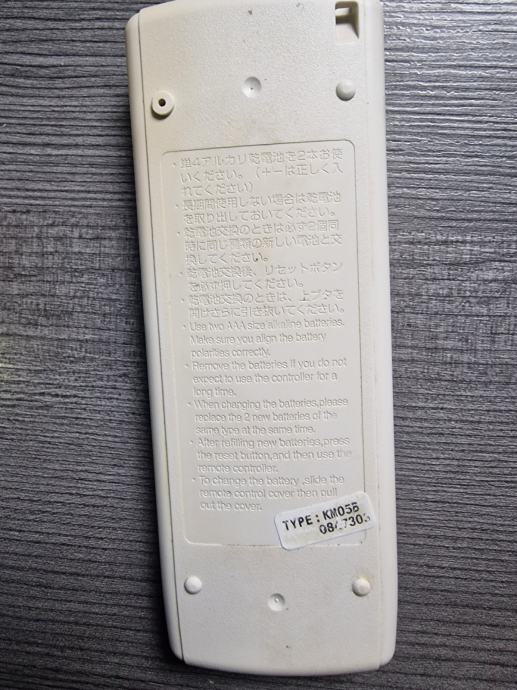 ・単4アルカリ乾電池を2本お使
いください。(+−は正しく入
れてください)
・長期間使用しない場合は乾電池
を取り出しておいてください。
・乾電池交換のときは必ず2個同
時に同じ種類の新しい電池と交
換してください。
・乾電池交換後、リセットボタン
を必ず押してください。
・乾電池交換のときは、上ブタを
開けさらに引き抜いてください。
・Use two AAA size alkaline batteries.
Make sure you align the battery
polarities correctly.
・Remove the batteries if you do not
expect to use the controller for a
long time.
・When changing the batteries,please
replace the 2 new batteries of the
same type at the same time.
・After refilling new batteries,press
the reset button,and then use the
remote controller.
・To change the battery ,slide the
remote control cover then pull
out the cover.
TYPE : KM05B